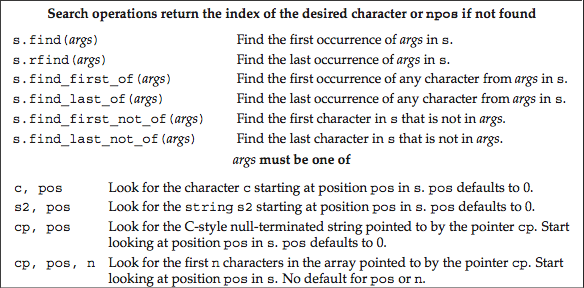 Search operations return the index of the desired character or npos if not found
s.find(args) Find the first occurrence of args in s.
s.rfind(args) Find the last occurrence of args in s.
s.find_first_of(args) Find the first occurrence of any character from args in s.
s.find_last_of(args) Find the last occurrence of any character from args in s.
s.find_first_not_of(args) Find the first character in s that is not in args.
s.find_last_not_of(args) Find the last character in s that is not in args.
args must be one of
c, pos Look for the character c starting at position pos in s. pos defaults to 0.
s2, pos Look for the string s2 starting at position pos in s. pos defaults to 0.
cp, pos Look for the C-style null-terminated string pointed to by the pointer cp. Start
looking at position pos in s. pos defaults to 0.
cp, pos, n Look for the first n characters in the array pointed to by the pointer cp. Start
looking at position pos in s. No default for pos or n.